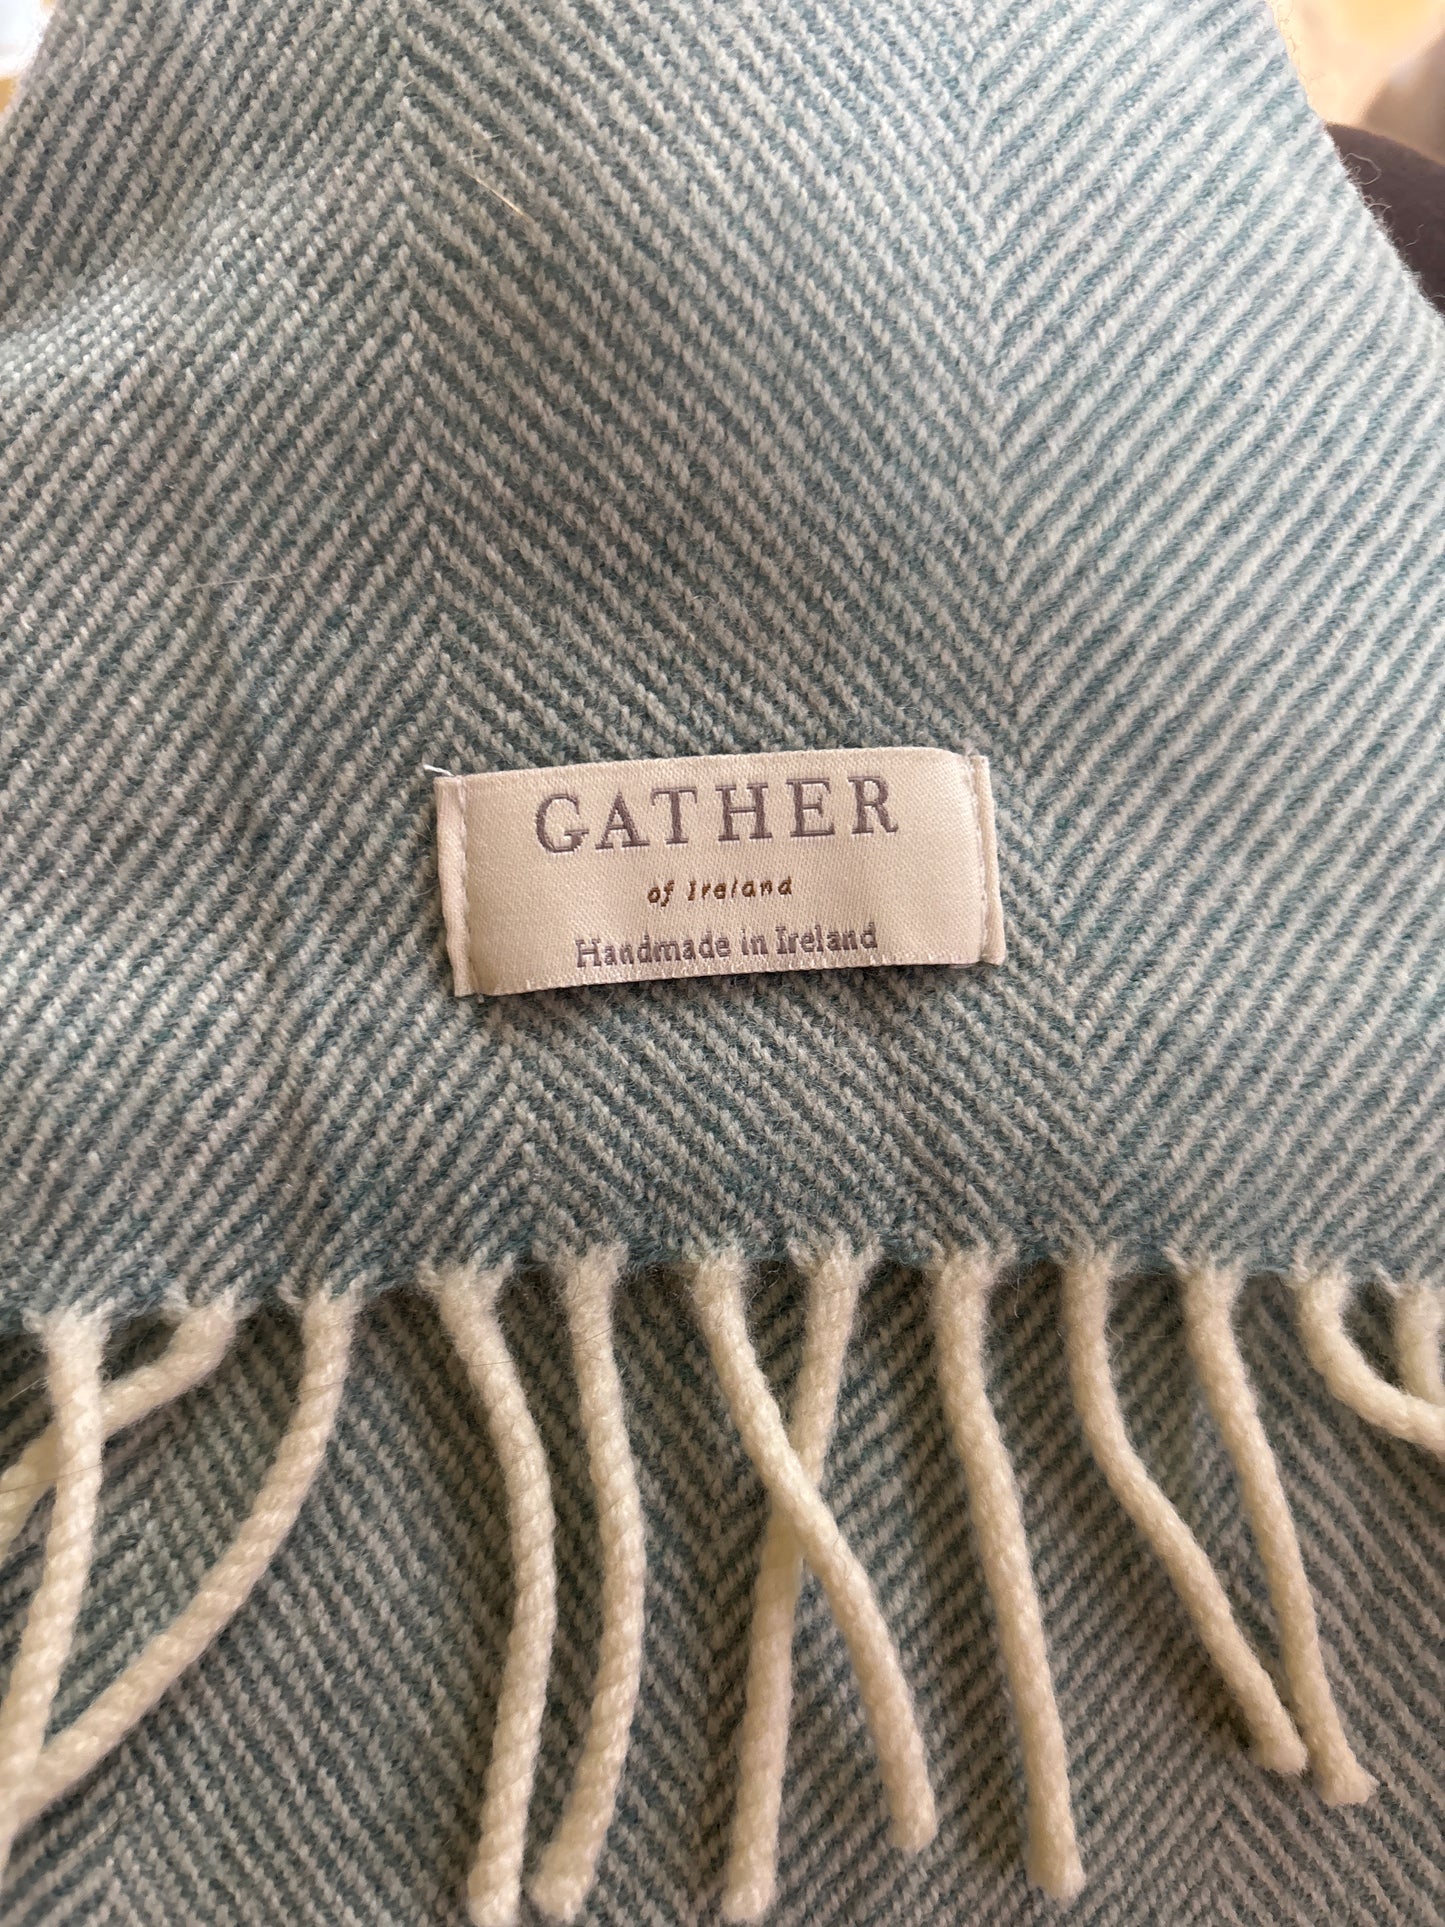 GATHER
of Ireland
Handmade in Ireland